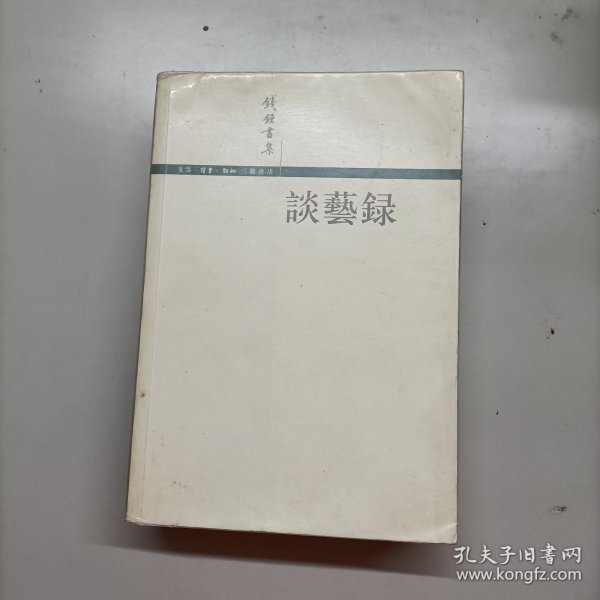 錢鍾書集
生活·讀書·新知 三聯書店
談藝録
孔夫子旧书网
www.kongfz.com